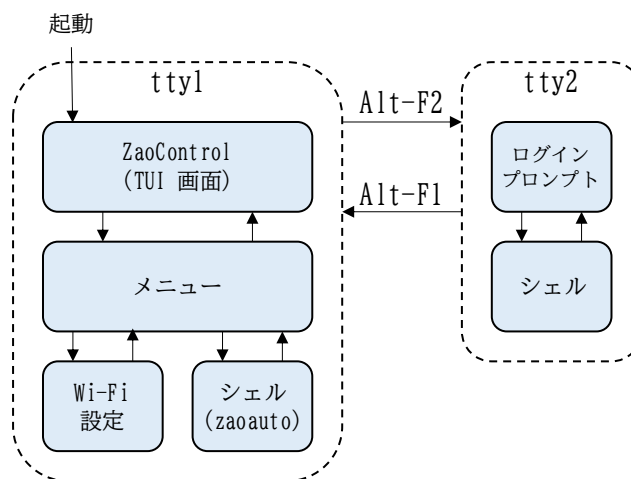 起動
tty1
ZaoControl
(TUI 画面)
メニュー
Wi-Fi
設定
シェル
(zaoauto)
Alt-F2
Alt-F1
tty2
ログイン
プロンプト
シェル